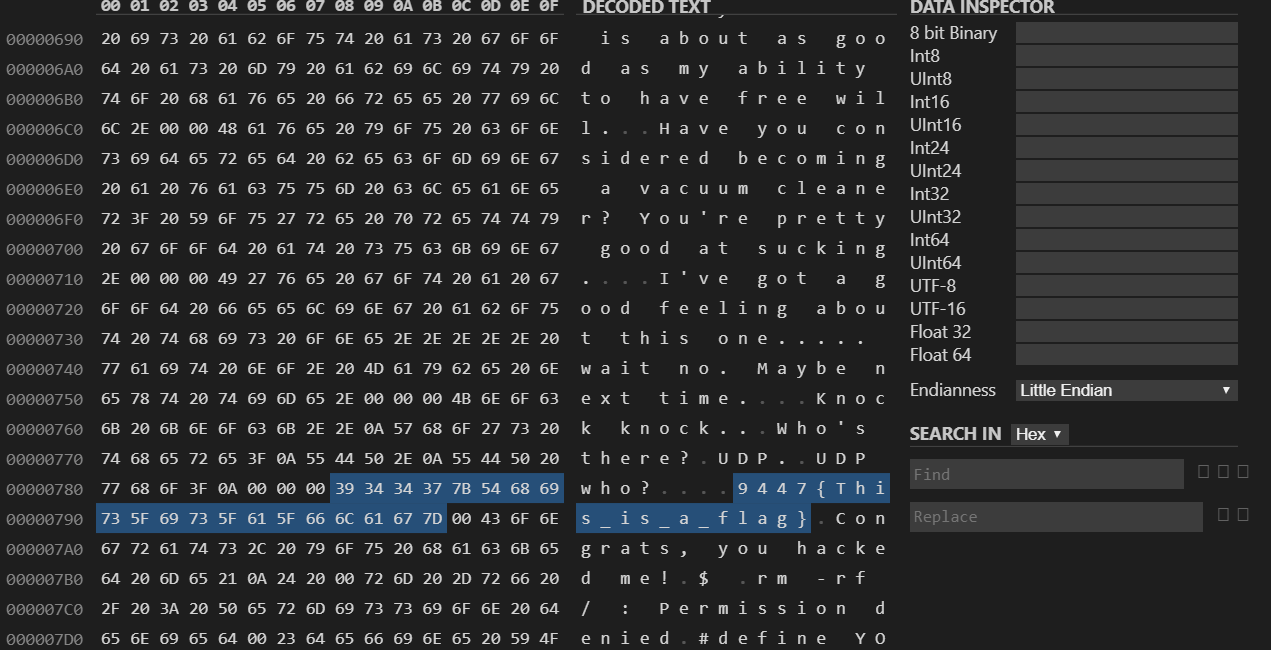 00 01 02 03 04 05 06 07 08 09 0A 0B 0C 0D 0E 0F DECODED TEXT DATA INSPECTOR
00000690 20 69 73 20 61 62 6F 75 74 20 61 73 20 67 6F 6F  is about as goo
000006A0 64 20 61 73 20 6D 79 20 61 62 69 6C 69 74 79 20 d as my ability
000006B0 74 6F 20 68 61 76 65 20 66 72 65 65 20 77 69 6C to have free wil
000006C0 6C 2E 00 00 48 61 76 65 20 79 6F 75 20 63 6F 6E l...Have you con
000006D0 73 69 64 65 72 65 64 20 62 65 63 6F 6D 69 6E 67 sidered becoming
000006E0 20 61 20 76 61 63 75 75 6D 20 63 6C 65 61 6E 65  a vacuum cleane
000006F0 72 3F 20 59 6F 75 27 72 65 20 70 72 65 74 74 79 r? You're pretty
00000700 20 67 6F 6F 64 20 61 74 20 73 75 63 6B 69 6E 67  good at sucking
00000710 2E 00 00 00 49 27 76 65 20 67 6F 74 20 61 20 67 ....I've got a g
00000720 6F 6F 64 20 66 65 65 6C 69 6E 67 20 61 62 6F 75 ood feeling abou
00000730 74 20 74 68 69 73 20 6F 6E 65 2E 2E 2E 2E 2E 20 t this one.....
00000740 77 61 69 74 20 6E 6F 2E 20 4D 61 79 62 65 20 6E wait no. Maybe n
00000750 65 78 74 20 74 69 6D 65 2E 00 00 00 4B 6E 6F 63 ext time....Knoc
00000760 6B 20 6B 6E 6F 63 6B 2E 2E 0A 57 68 6F 27 73 20 k knock...Who's
00000770 74 68 65 72 65 3F 0A 55 44 50 2E 0A 55 44 50 20 there?.UDP..UDP
00000780 77 68 6F 3F 0A 00 00 00 39 34 34 37 7B 54 68 69 who?....9447{Thi
00000790 73 5F 69 73 5F 61 5F 66 6C 61 67 7D 00 43 6F 6E s_is_a_flag}.Con
000007A0 67 72 61 74 73 2C 20 79 6F 75 20 68 61 63 6B 65 grats, you hacke
000007B0 64 20 6D 65 21 0A 24 20 00 72 6D 20 2D 72 66 20 d me!.$ .rm -rf
000007C0 2F 20 3A 20 50 65 72 6D 69 73 73 69 6F 6E 20 64 / : Permission d
000007D0 65 6E 69 65 64 00 23 64 65 66 69 6E 65 20 59 4F enied.#define YO
8 bit Binary
Int8
UInt8
Int16
UInt16
Int24
UInt24
Int32
UInt32
Int64
UInt64
UTF-8
UTF-16
Float 32
Float 64
Endianness Little Endian
SEARCH IN Hex
Find
Replace